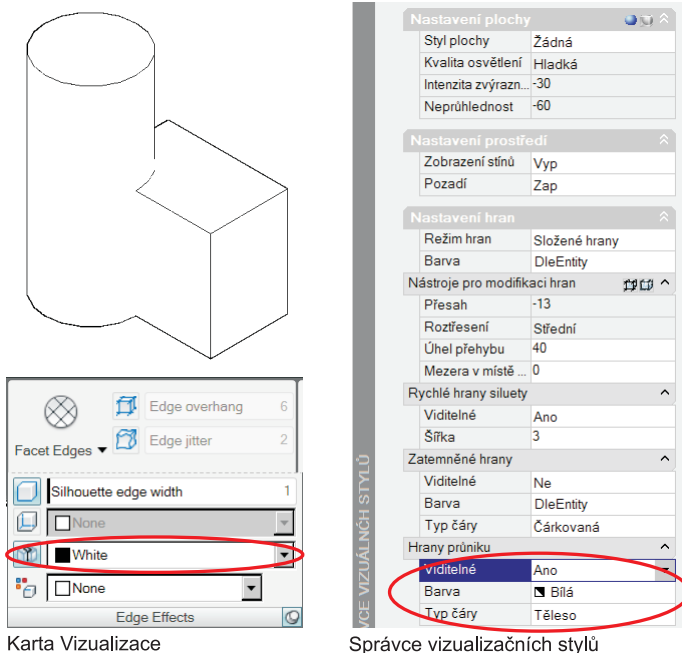 Facet Edges
Edge overhang 6
Edge jitter 2
Silhouette edge width 1
None
White
None
Edge Effects
Karta Vizualizace
Nastavení plochy
Styl plochy Žádná
Kvalita osvětlení Hladká
Intenzita zvýrazn... -30
Neprůhlednost -60
Nastavení prostředí
Zobrazení stínů Vyp
Pozadí Zap
Nastavení hran
Režim hran Složené hrany
Barva DleEntity
Nástroje pro modifikaci hran
Přesah -13
Roztřesení Střední
Úhel přehybu 40
Mezera v místě ... 0
Rychlé hrany siluety
Viditelné Ano
Šířka 3
Zatemněné hrany
Viditelné Ne
Barva DleEntity
Typ čáry Čárkovaná
Hrany průniku
Viditelné Ano
Barva Bílá
Typ čáry Těleso
VCE VIZUÁLNCH STYLŮ
Správce vizualizačních stylů